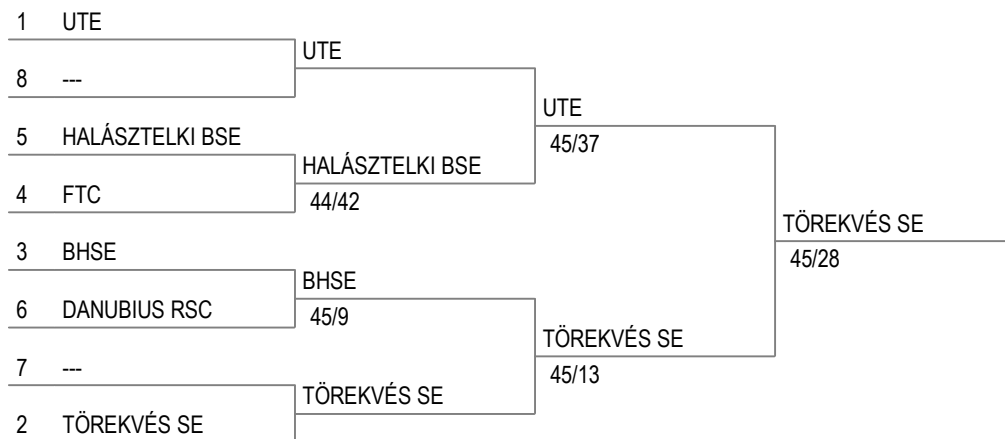 1 UTE
UTE
8 ---
UTE
45/37
5 HALÁSZTELKI BSE
HALÁSZTELKI BSE
44/42
4 FTC
TÖREKVÉS SE
45/28
3 BHSE
BHSE
45/9
6 DANUBIUS RSC
TÖREKVÉS SE
45/13
7 ---
TÖREKVÉS SE
2 TÖREKVÉS SE